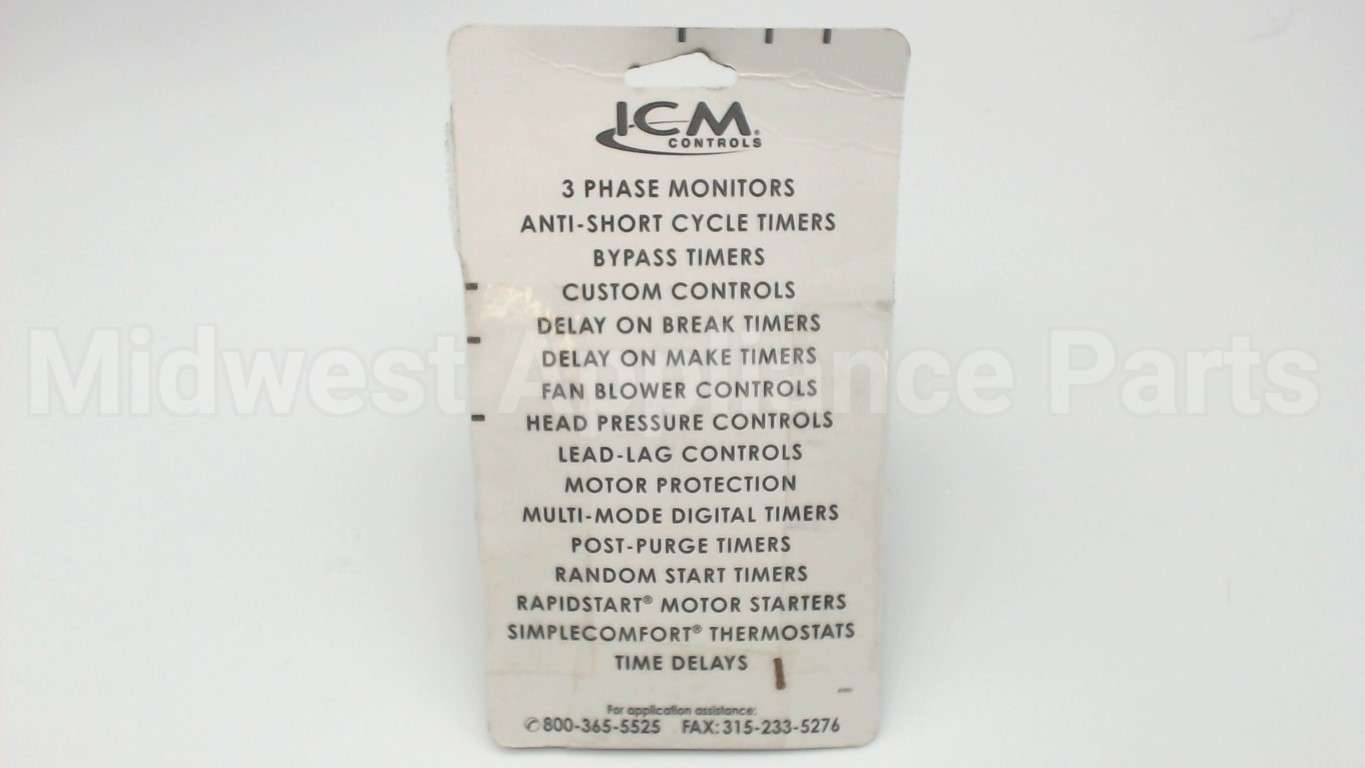 ICM®
CONTROLS
3 PHASE MONITORS
ANTI-SHORT CYCLE TIMERS
BYPASS TIMERS
CUSTOM CONTROLS
DELAY ON BREAK TIMERS
DELAY ON MAKE TIMERS
Midwest Appliance Parts
FAN BLOWER CONTROLS
HEAD PRESSURE CONTROLS
LEAD-LAG CONTROLS
MOTOR PROTECTION
MULTI-MODE DIGITAL TIMERS
POST-PURGE TIMERS
RANDOM START TIMERS
RAPIDSTART® MOTOR STARTERS
SIMPLECOMFORT® THERMOSTATS
TIME DELAYS
For application assistance:
✆800-365-5525 FAX: 315-233-5276